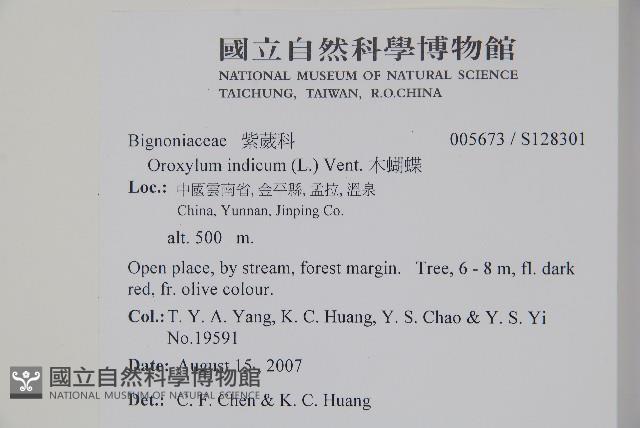 國立自然科學博物館
NATIONAL MUSEUM OF NATURAL SCIENCE
TAICHUNG, TAIWAN, R.O.CHINA
Bignoniaceae 紫葳科 005673 / S128301
Oroxylum indicum (L.) Vent. 木蝴蝶
Loc.: 中國雲南省, 金平縣, 孟拉, 溫泉
China, Yunnan, Jinping Co.
alt. 500 m.
Open place, by stream, forest margin. Tree, 6 - 8 m, fl. dark
red, fr. olive colour.
Col.: T. Y. A. Yang, K. C. Huang, Y. S. Chao & Y. S. Yi
No.19591
Date: August 15, 2007
國立自然科學博物館
NATIONAL MUSEUM OF NATURAL SCIENCE
Det.: C. F. Chen & K. C. Huang